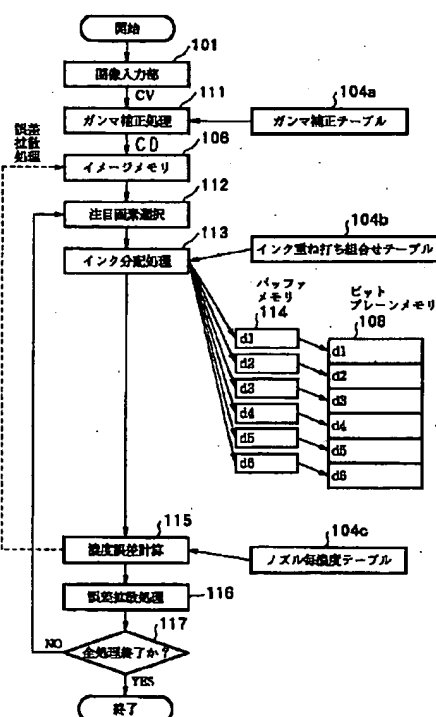 開始
101
画像入力部
CV
111
ガンマ補正処理
104a
ガンマ補正テーブル
誤差
拡散
処理
CD
106
イメージメモリ
112
注目画素選択
113
インク分配処理
104b
インク重ね打ち組合せテーブル
バッファ
メモリ
114
ビット
プレーンメモリ
108
d1
d2
d3
d4
d5
d6
d1
d2
d3
d4
d5
d6
115
濃度誤差計算
104c
ノズル毎濃度テーブル
誤差拡散処理
116
117
NO
全処理終了か?
YES
終了